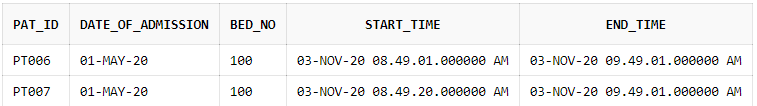 PAT_ID DATE_OF_ADMISSION BED_NO START_TIME END_TIME
PT006 01-MAY-20 100 03-NOV-20 08.49.01.000000 AM 03-NOV-20 09.49.01.000000 AM
PT007 01-MAY-20 100 03-NOV-20 08.49.20.000000 AM 03-NOV-20 09.49.01.000000 AM